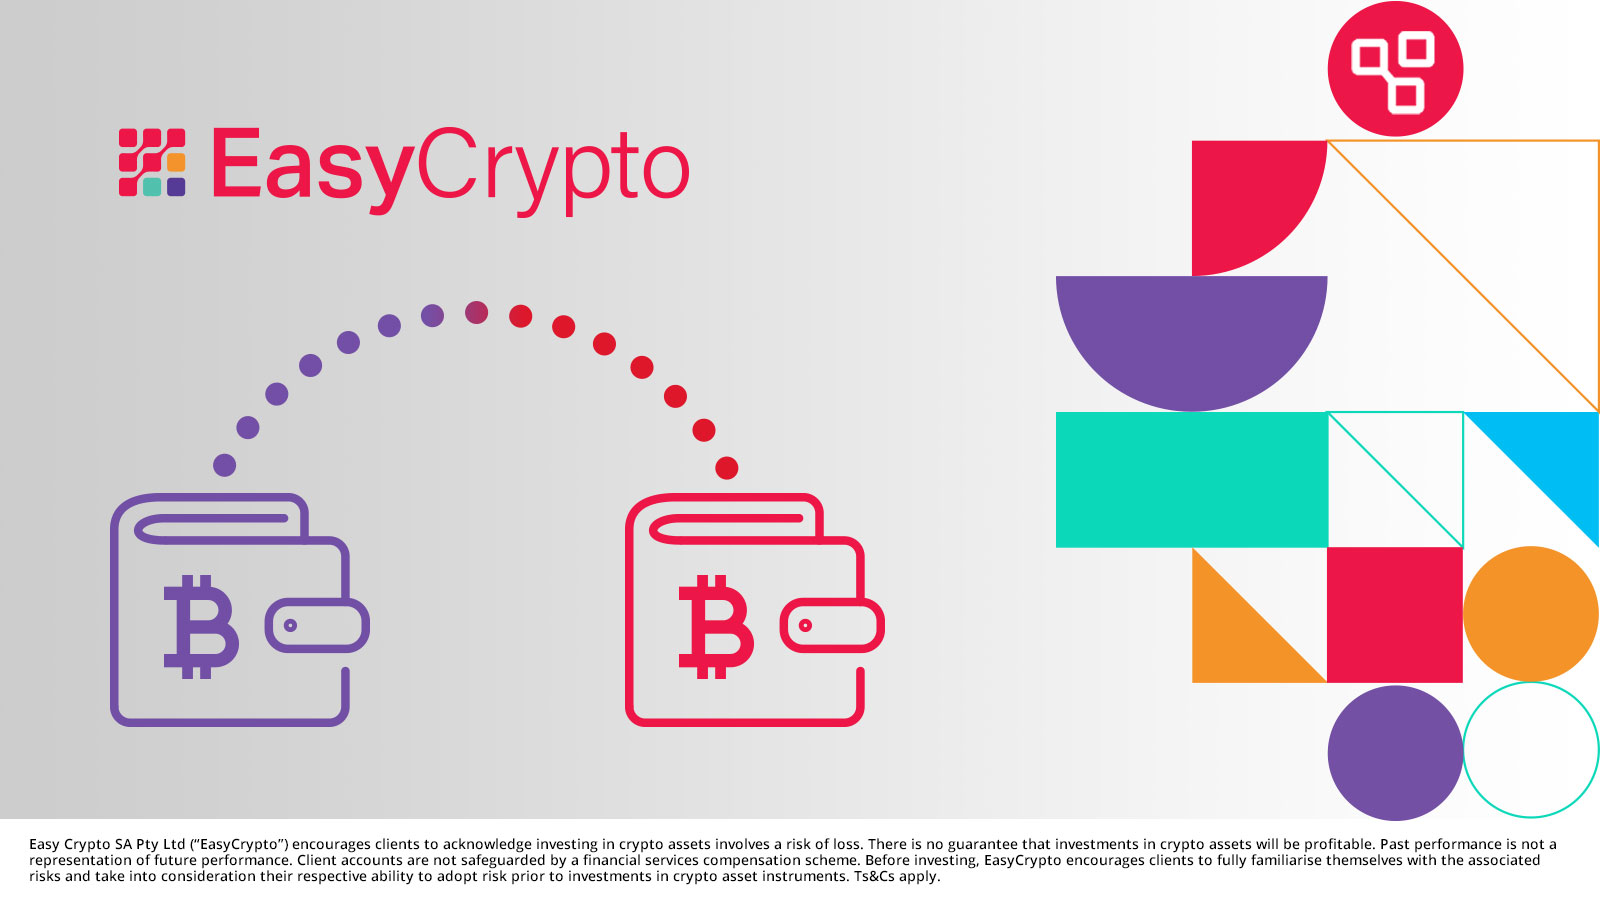 EasyCrypto
Easy Crypto SA Pty Ltd (“EasyCrypto”) encourages clients to acknowledge investing in crypto assets involves a risk of loss. There is no guarantee that investments in crypto assets will be profitable. Past performance is not a
representation of future performance. Client accounts are not safeguarded by a financial services compensation scheme. Before investing, EasyCrypto encourages clients to fully familiarise themselves with the associated
risks and take into consideration their respective ability to adopt risk prior to investments in crypto asset instruments. Ts&Cs apply.